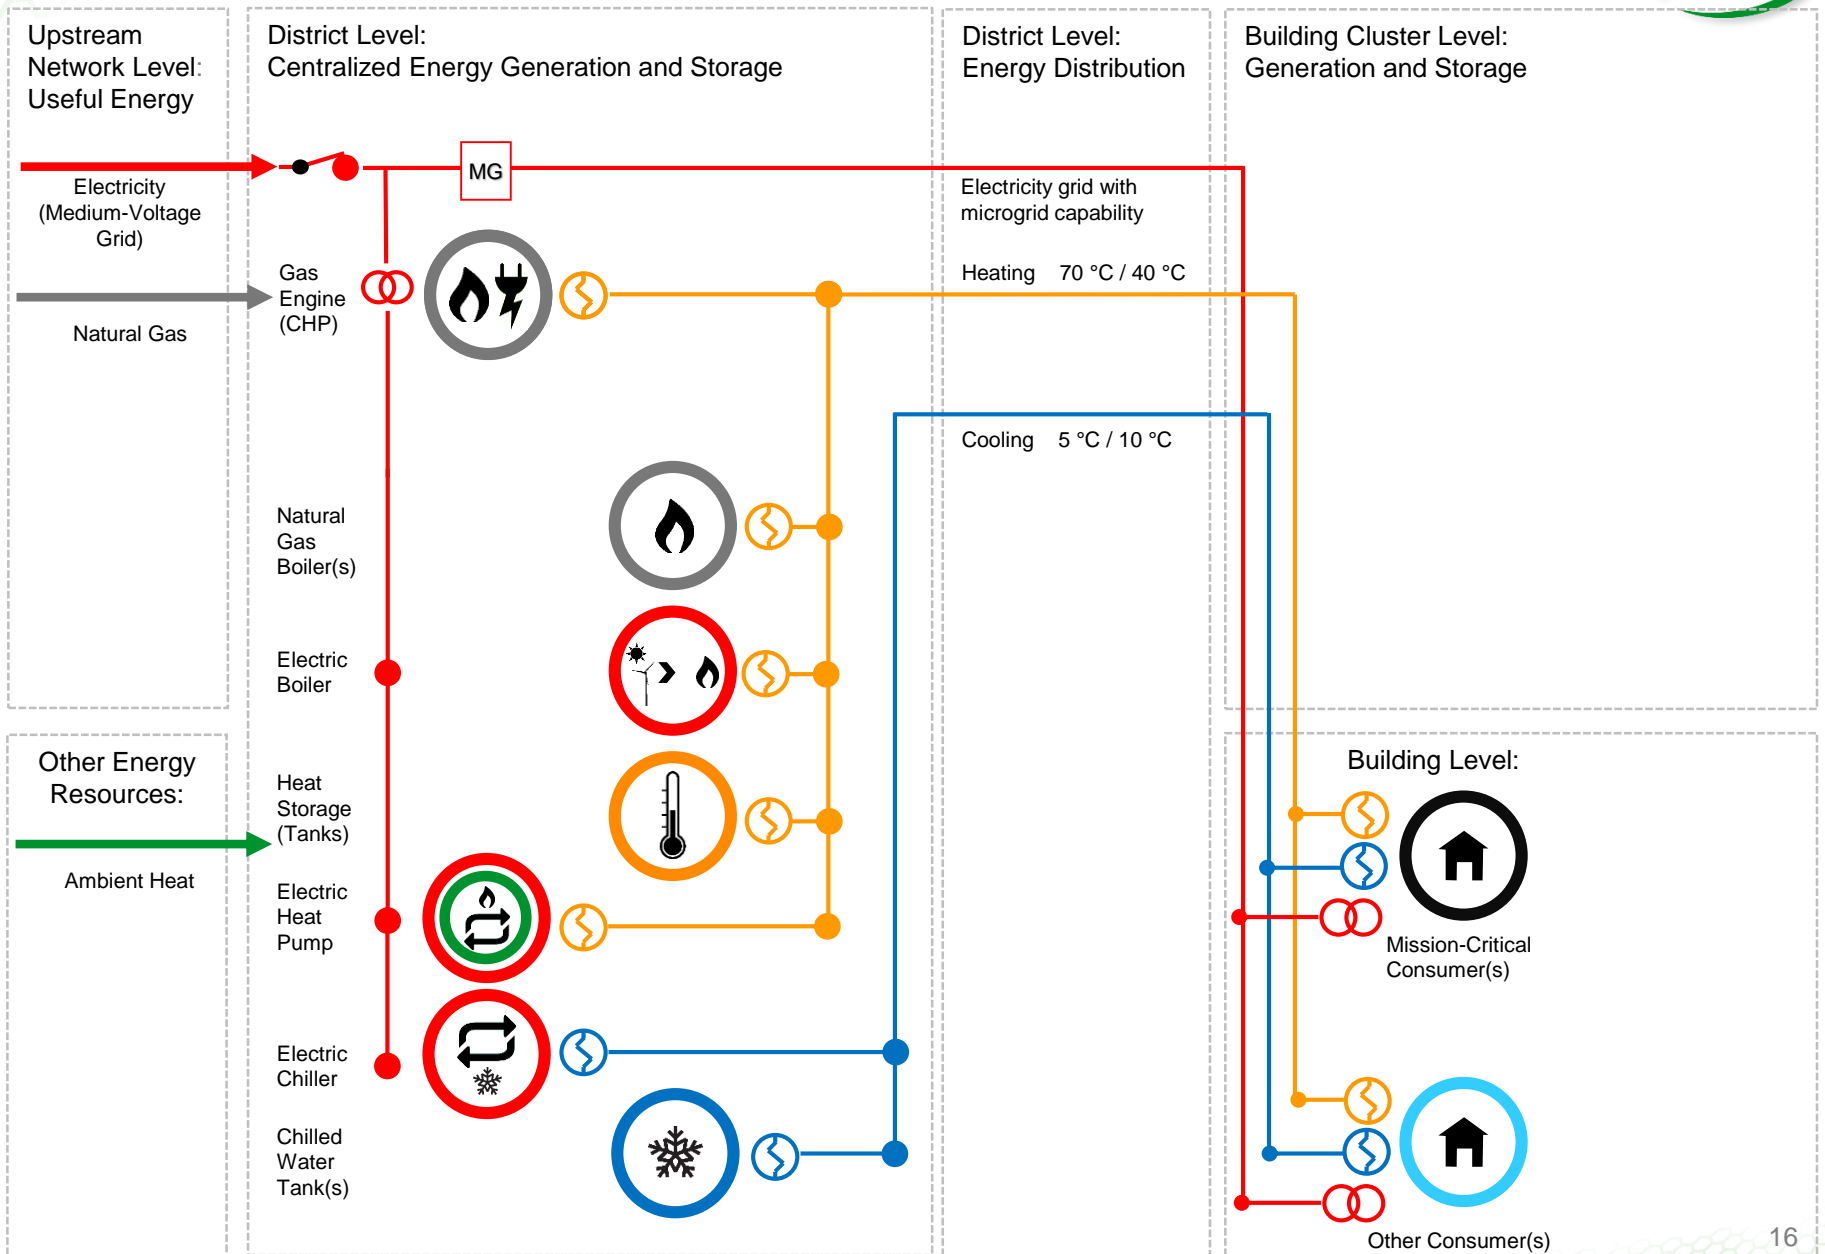 Upstream
Network Level:
Useful Energy
District Level:
Centralized Energy Generation and Storage
District Level:
Energy Distribution
Building Cluster Level:
Generation and Storage
MG
Electricity
(Medium-Voltage
Grid)
Natural Gas
Electricity grid with
microgrid capability
Heating 70 °C / 40 °C
Cooling 5 °C / 10 °C
Gas
Engine
(CHP)
Natural
Gas
Boiler(s)
Electric
Boiler
Other Energy
Resources:
Ambient Heat
Heat
Storage
(Tanks)
Electric
Heat
Pump
Electric
Chiller
Chilled
Water
Tank(s)
Building Level:
Mission-Critical
Consumer(s)
Other Consumer(s)
16